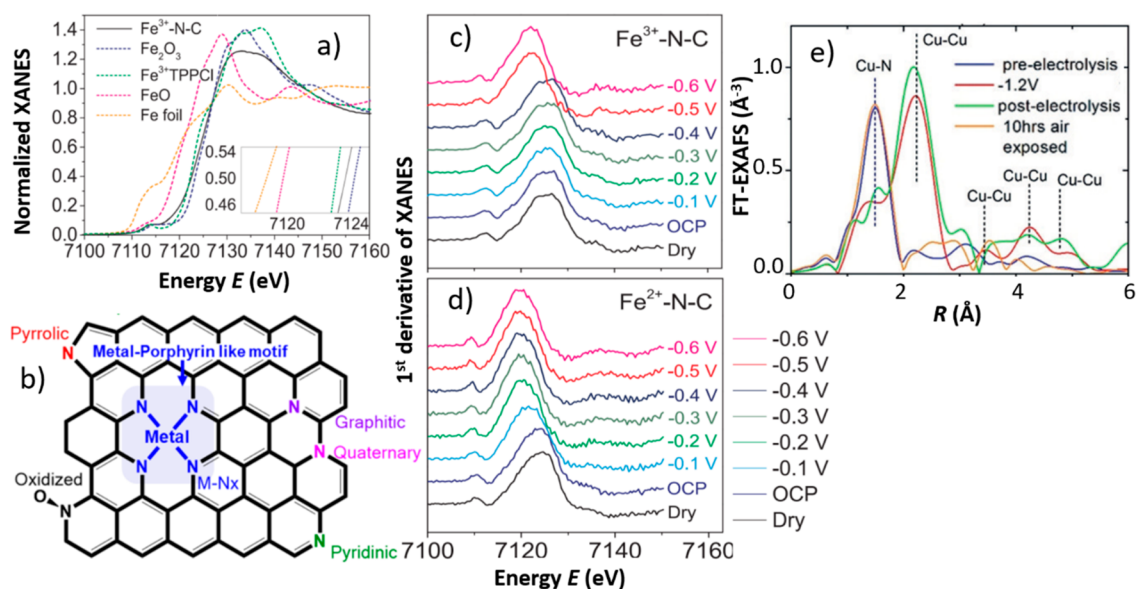 a)
Normalized XANES
1.4
1.2
1.0
0.8
0.6
0.4
0.2
0.0
Fe³⁺-N-C
Fe₂O₃
Fe³⁺TPPCl
FeO
Fe foil
0.54
0.50
0.46
7120
7124
7100
7110
7120
7130
7140
7150
7160
Energy E (eV)
b)
Pyrrolic
N
Metal-Porphyrin like motif
N
N
N
Metal
Graphitic
N
Quaternary
N
N
M-Nx
Oxidized
O
N
N
Pyridinic
1st derivative of XANES
c)
Fe³⁺-N-C
-0.6 V
-0.5 V
-0.4 V
-0.3 V
-0.2 V
-0.1 V
OCP
Dry
d)
Fe²⁺-N-C
-0.6 V
-0.5 V
-0.4 V
-0.3 V
-0.2 V
-0.1 V
OCP
Dry
7100
7120
7140
7160
Energy E (eV)
e)
FT-EXAFS (Å⁻³)
1.0
0.5
0.0
Cu-N
Cu-Cu
pre-electrolysis
-1.2V
post-electrolysis
10hrs air
exposed
Cu-Cu
Cu-Cu
Cu-Cu
0
2
4
6
R (Å)
-0.6 V
-0.5 V
-0.4 V
-0.3 V
-0.2 V
-0.1 V
OCP
Dry